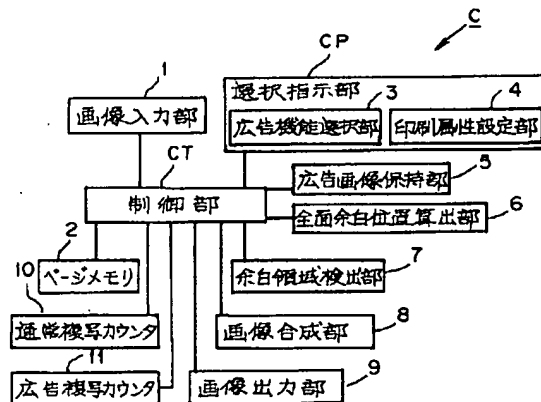 C
CP
1
選択指示部
3
4
画像入力部
広告機能選択部
印刷属性設定部
CT
5
制御部
広告画像保持部
6
全面余白位置算出部
2
7
ページメモリ
余白領域検出部
10
8
通常複写カウンタ
画像合成部
11
9
広告複写カウンタ
画像出力部